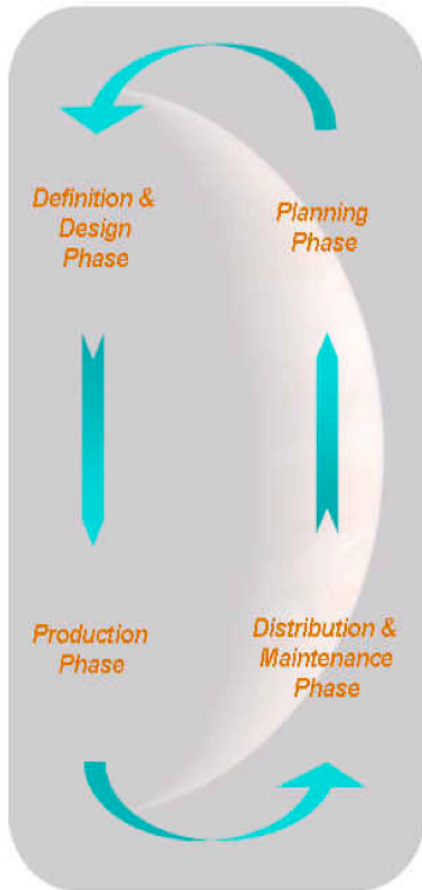 Definition &
Design
Phase
Planning
Phase
Production
Phase
Distribution &
Maintenance
Phase